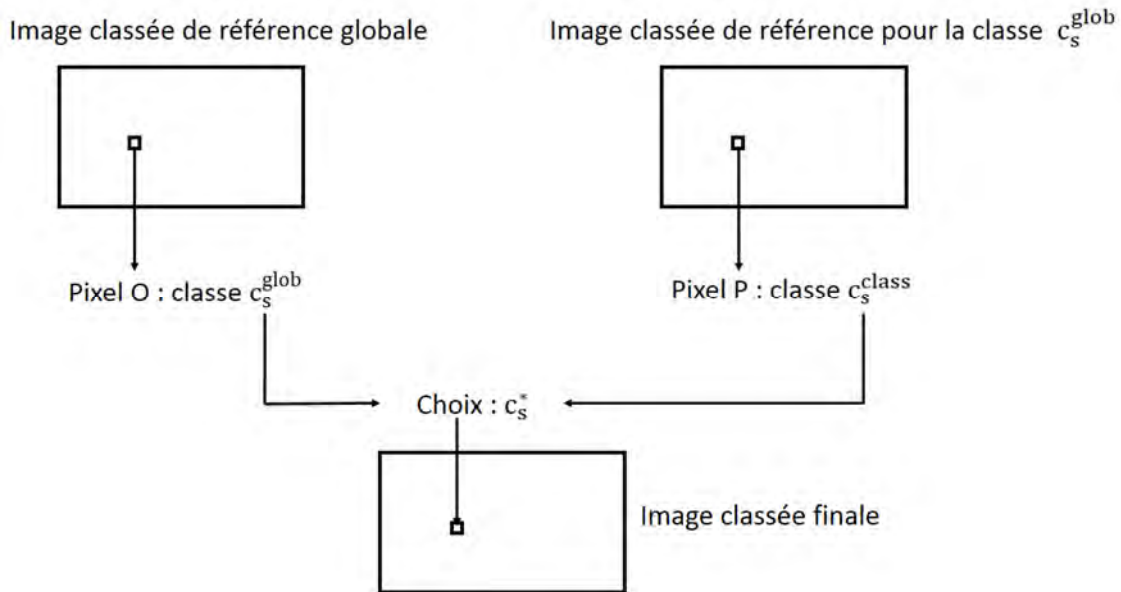 Image classée de référence globale
Image classée de référence pour la classe c_s^glob
Pixel O : classe c_s^glob
Pixel P : classe c_s^class
Choix : c_s^*
Image classée finale